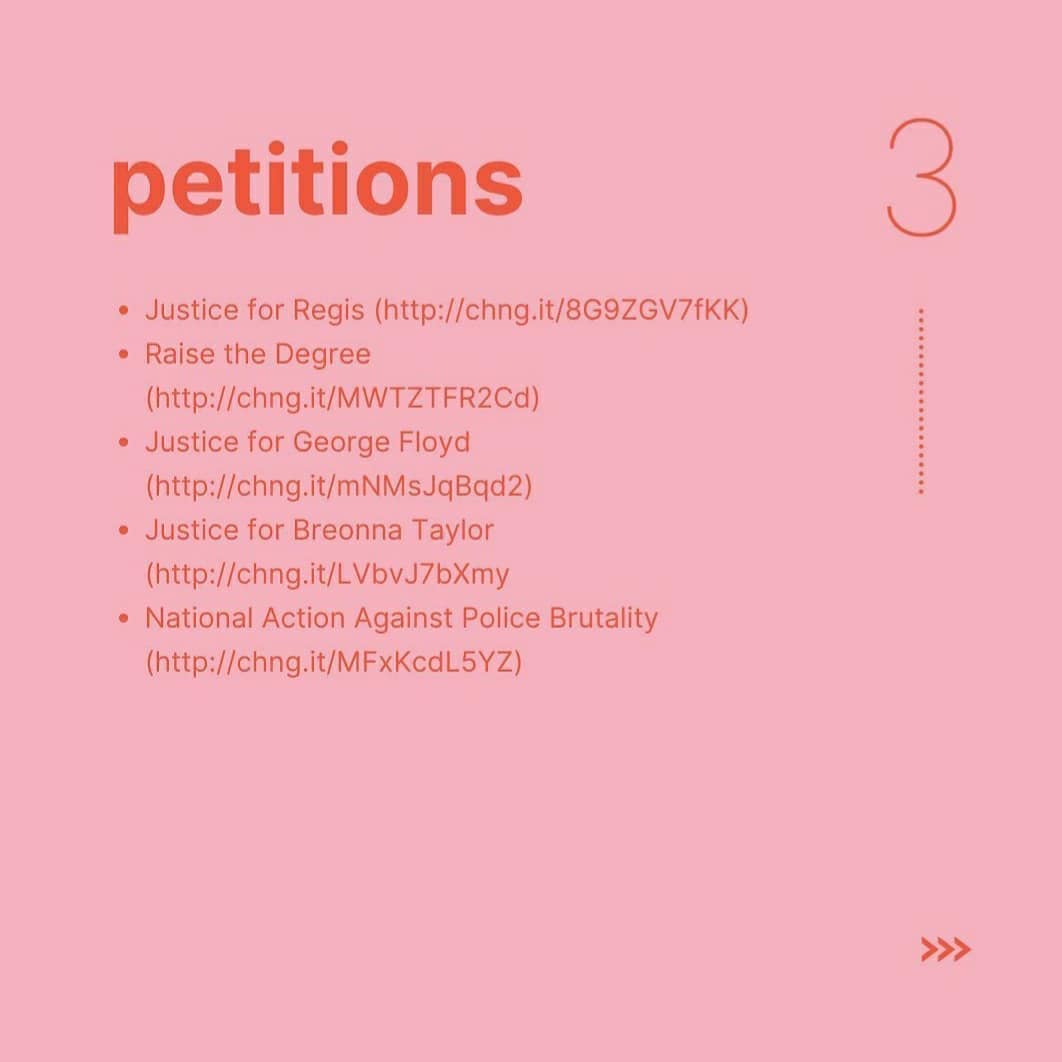 petitions
3
• Justice for Regis (http://chng.it/8G9ZGV7fKK)
• Raise the Degree
(http://chng.it/MWTZTFR2Cd)
• Justice for George Floyd
(http://chng.it/mNMsJqBqd2)
• Justice for Breonna Taylor
(http://chng.it/LVbvJ7bXmy
• National Action Against Police Brutality
(http://chng.it/MFxKcdL5YZ)
>>>